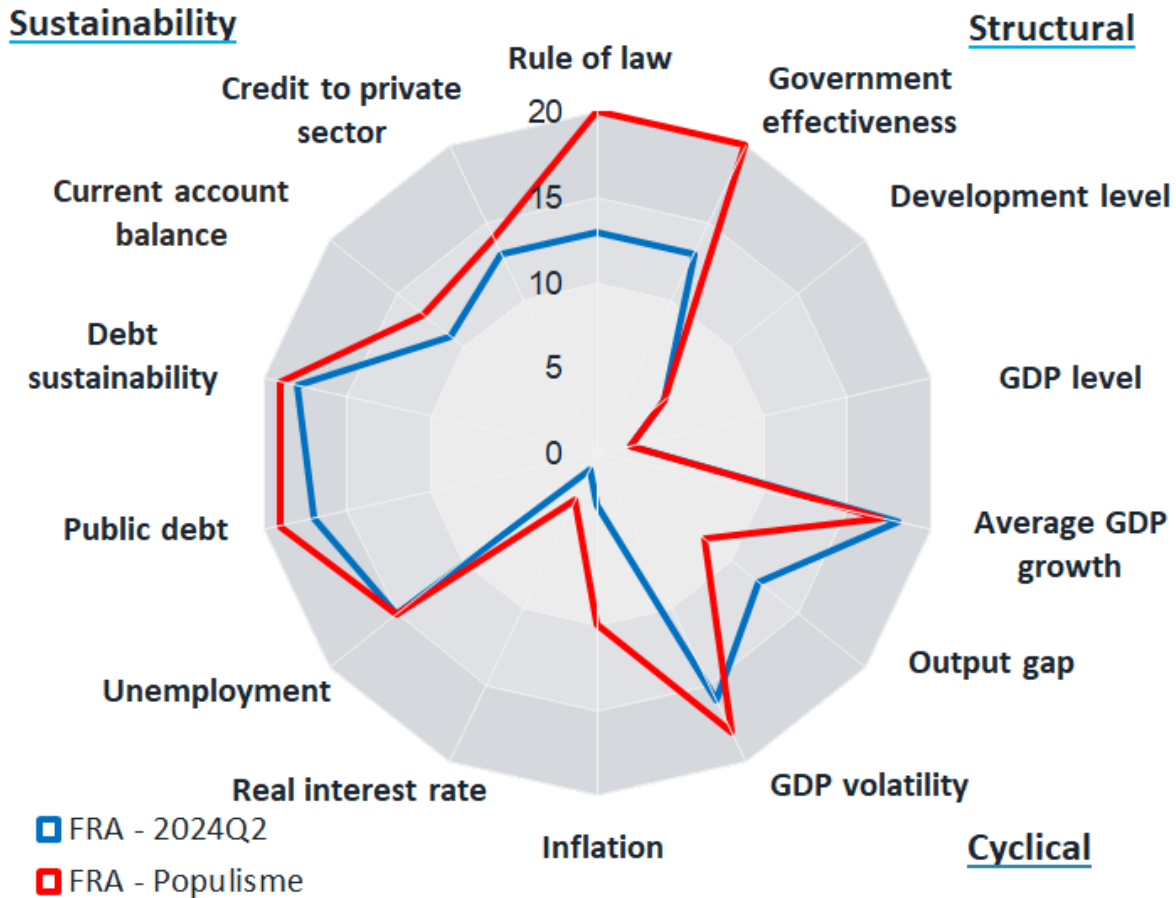 Sustainability
Structural
Rule of law
Government
effectiveness
Credit to private
sector
Development level
Current account
balance
GDP level
Debt
sustainability
Average GDP
growth
Public debt
Output gap
Unemployment
GDP volatility
Real interest rate
Inflation
Cyclical
20
15
10
5
0
FRA - 2024Q2
FRA - Populisme